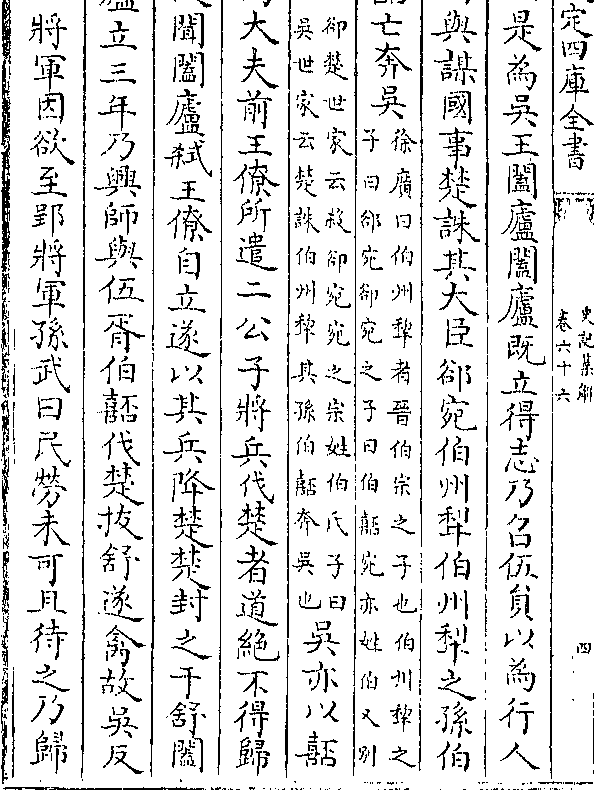 定四庫全書
史記集解
卷六十六
四
是為吳王闔廬闔廬既立得志乃召伍員以為行人
與謀國事楚誅其大臣郤宛伯州犁伯州犁之孫伯
亡奔吳
徐廣曰伯州犁者晉伯宗之子也伯州犁之
子曰郤宛郤宛之子曰伯嚭宛亦姓伯又別
郤楚世家云殺郤宛宛之宗姓伯氏子曰
吳世家云楚誅伯州犁其孫伯嚭奔吳也
吳亦以嚭
大夫前王僚所遣二公子將兵伐楚者道絕不得歸
聞闔廬弒王僚自立遂以其兵降楚楚封之于舒闔
廬立三年乃興師與伍胥伯嚭伐楚拔舒遂禽故吳反
將軍因欲至郢將軍孫武曰民勞未可且待之乃歸